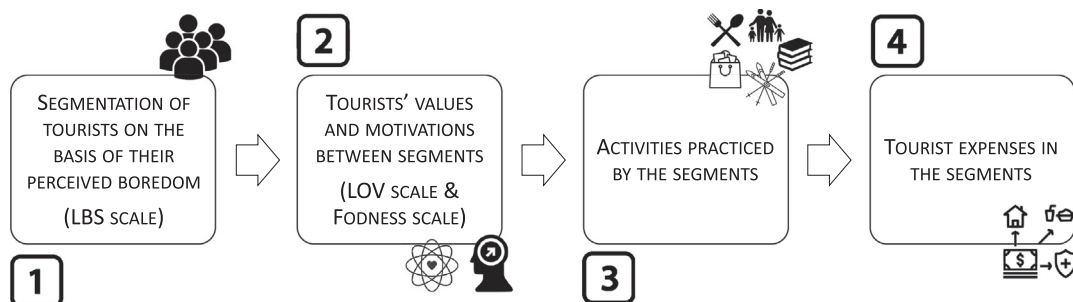 1
SEGMENTATION OF
TOURISTS ON THE
BASIS OF THEIR
PERCEIVED BOREDOM
(LBS SCALE)
2
TOURISTS' VALUES
AND MOTIVATIONS
BETWEEN SEGMENTS
(LOV SCALE &
FODNESS SCALE)
3
ACTIVITIES PRACTICED
BY THE SEGMENTS
4
TOURIST EXPENSES IN
THE SEGMENTS
$